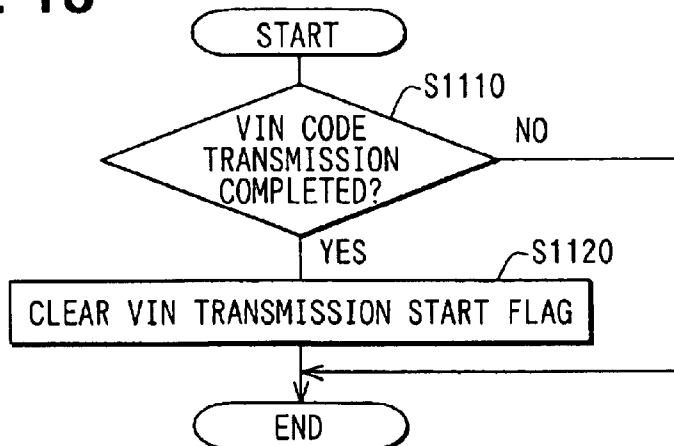 START
S1110
VIN CODE
TRANSMISSION
COMPLETED?
NO
YES
S1120
CLEAR VIN TRANSMISSION START FLAG
END